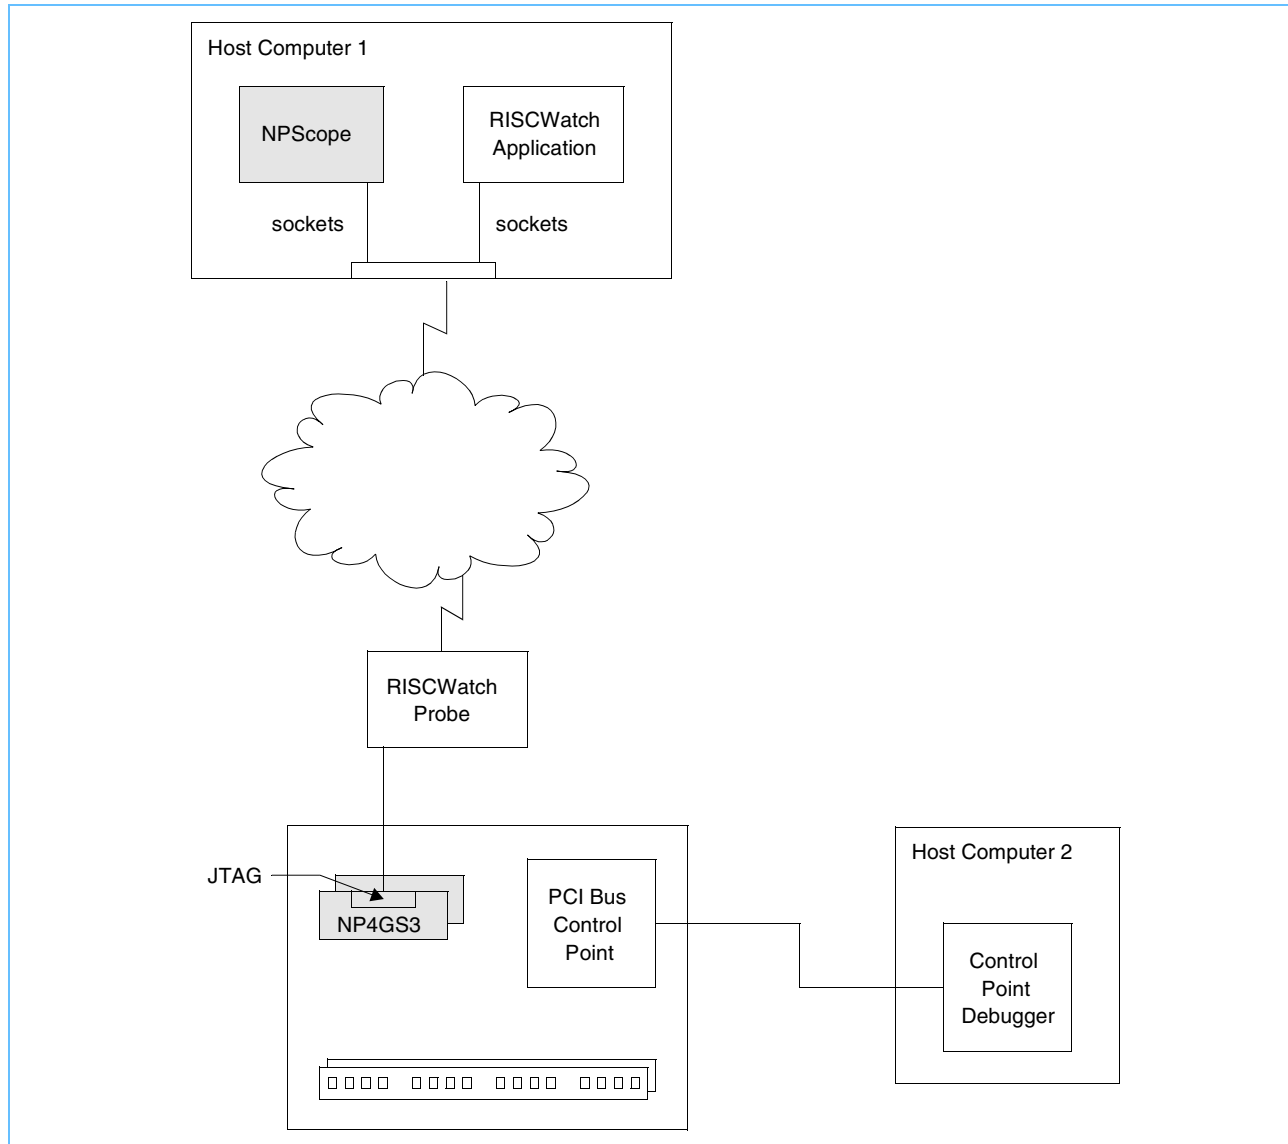 Host Computer 1
NPScope
RISCWatch
Application
sockets
sockets
RISCWatch
Probe
JTAG
NP4GS3
PCI Bus
Control
Point
Host Computer 2
Control
Point
Debugger